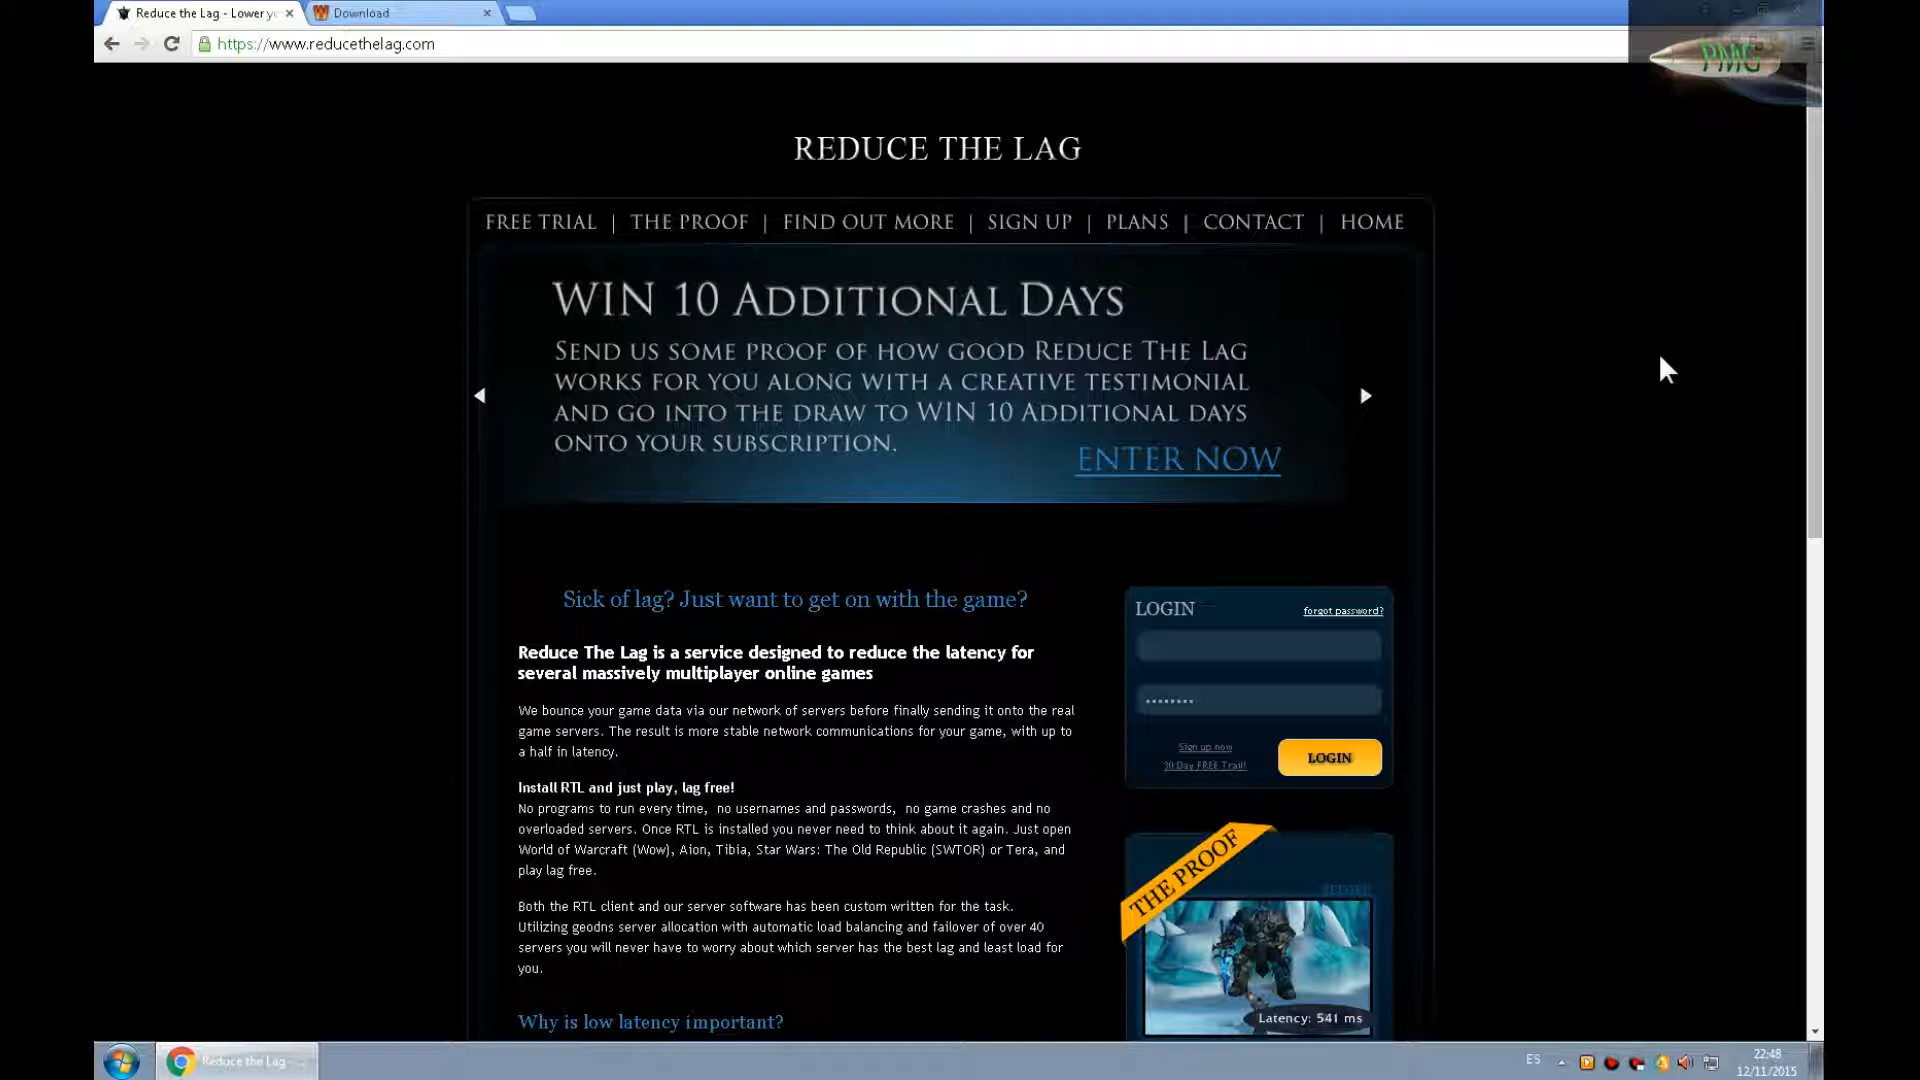 Reduce the Lag - Lower y
Download
https://www.reducethelag.com
PMG
REDUCE THE LAG
FREE TRIAL | THE PROOF | FIND OUT MORE | SIGN UP | PLANS | CONTACT | HOME
WIN 10 ADDITIONAL DAYS
SEND US SOME PROOF OF HOW GOOD REDUCE THE LAG
WORKS FOR YOU ALONG WITH A CREATIVE TESTIMONIAL
AND GO INTO THE DRAW TO WIN 10 ADDITIONAL DAYS
ONTO YOUR SUBSCRIPTION.
ENTER NOW
Sick of lag? Just want to get on with the game?
Reduce The Lag is a service designed to reduce the latency for
several massively multiplayer online games
We bounce your game data via our network of servers before finally sending it onto the real
game servers. The result is more stable network communications for your game, with up to
a half in latency.
Install RTL and just play, lag free!
No programs to run every time, no usernames and passwords, no game crashes and no
overloaded servers. Once RTL is installed you never need to think about it again. Just open
World of Warcraft (Wow), Aion, Tibia, Star Wars: The Old Republic (SWTOR) or Tera, and
play lag free.
Both the RTL client and our server software has been custom written for the task.
Utilizing geodns server allocation with automatic load balancing and failover of over 40
servers you will never have to worry about which server has the best lag and least load for
you.
Why is low latency important?
LOGIN
forgot password?
Sign up now
LOGIN
THE PROOF
BEFORE
Latency: 541 ms
Reduce the Lag
ES
22:48
12/11/2015